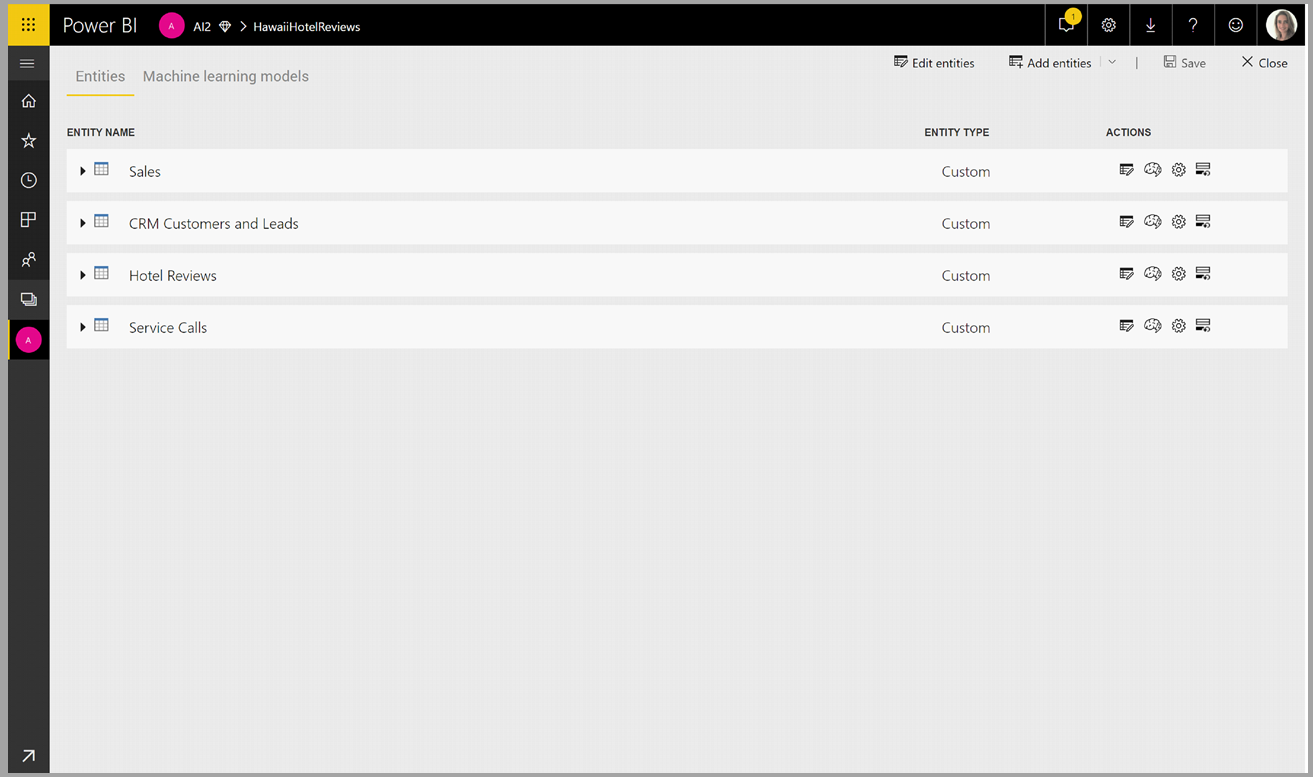 Power BI A AI2 HawaiiHotelReviews 1 ?
Entities Machine learning models Edit entities Add entities | Save Close
ENTITY NAME ENTITY TYPE ACTIONS
Sales Custom
CRM Customers and Leads Custom
Hotel Reviews Custom
Service Calls Custom
A